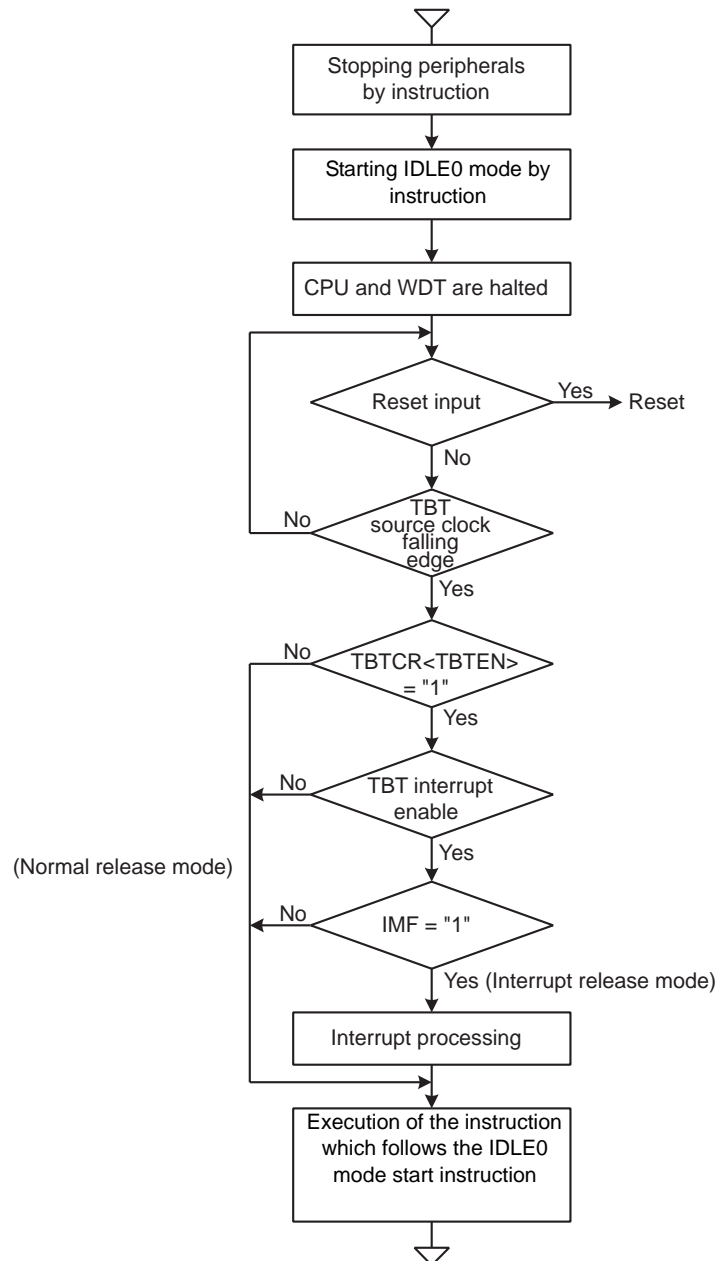 Stopping peripherals
by instruction
Starting IDLE0 mode by
instruction
CPU and WDT are halted
Reset input
Yes
Reset
No
No
TBT
source clock
falling
edge
Yes
No
TBTCR<TBTEN>
= "1"
Yes
No
TBT interrupt
enable
(Normal release mode)
Yes
No
IMF = "1"
Yes (Interrupt release mode)
Interrupt processing
Execution of the instruction
which follows the IDLE0
mode start instruction